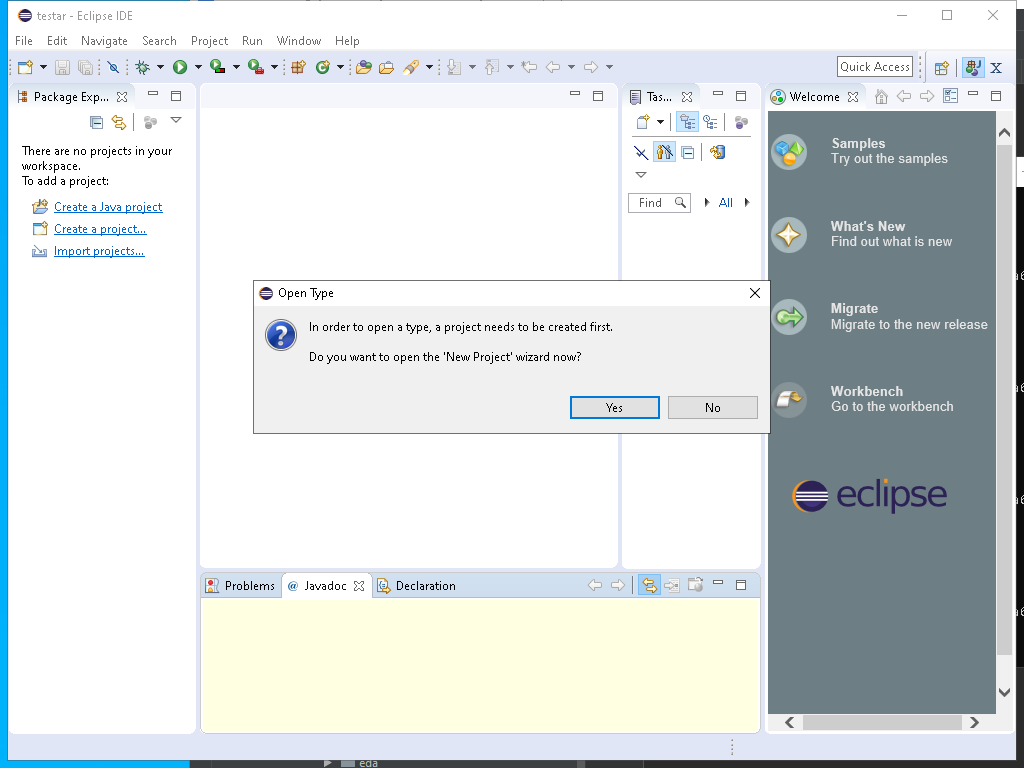 testar - Eclipse IDE
File Edit Navigate Search Project Run Window Help
Quick Access
Package Exp...
There are no projects in your
workspace.
To add a project:
Create a Java project
Create a project...
Import projects...
Tas...
Find
All
Welcome
Samples
Try out the samples
What's New
Find out what is new
Migrate
Migrate to the new release
Workbench
Go to the workbench
eclipse
Open Type
In order to open a type, a project needs to be created first.
Do you want to open the 'New Project' wizard now?
Yes
No
Problems
@ Javadoc
Declaration
eda